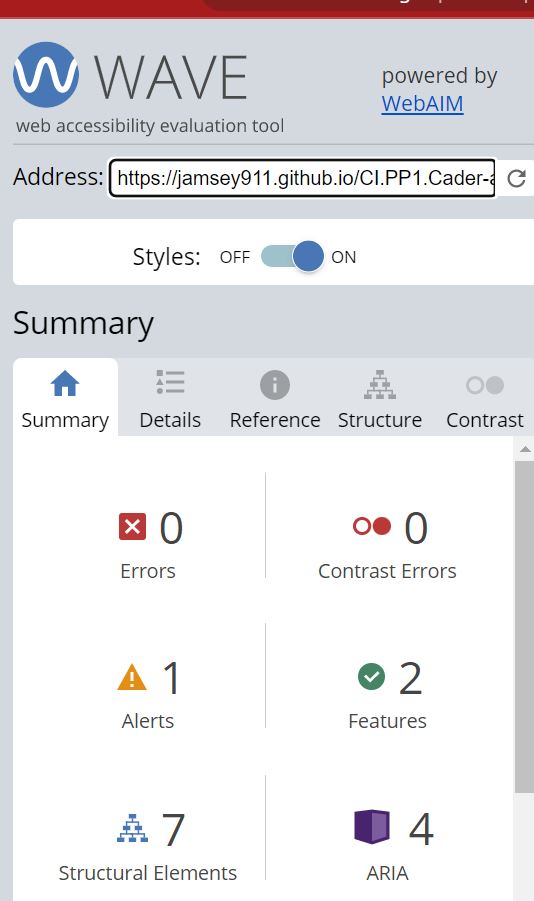 WAVE
powered by
WebAIM
web accessibility evaluation tool
Address: https://jamsey911.github.io/CI.PP1.Cader-a
Styles: OFF ON
Summary
Summary Details Reference Structure Contrast
0 0
Errors Contrast Errors
1 2
Alerts Features
7 4
Structural Elements ARIA